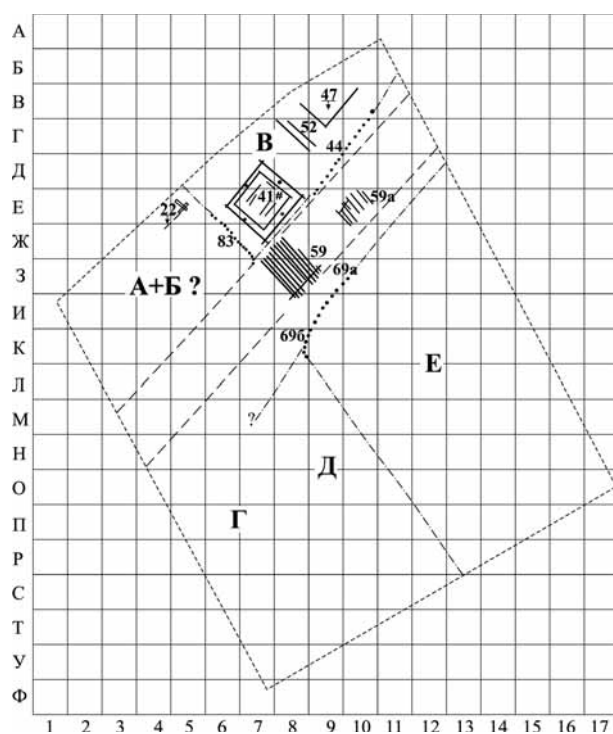 А
Б
В 47
Г 52
В 44
Д
Е 22 41# 59а
Ж 83
З 59 69а
А+Б ?
И
К 69б Е
Л
М ?
Н
О Д
П Г
Р
С
Т
У
Ф
1 2 3 4 5 6 7 8 9 10 11 12 13 14 15 16 17